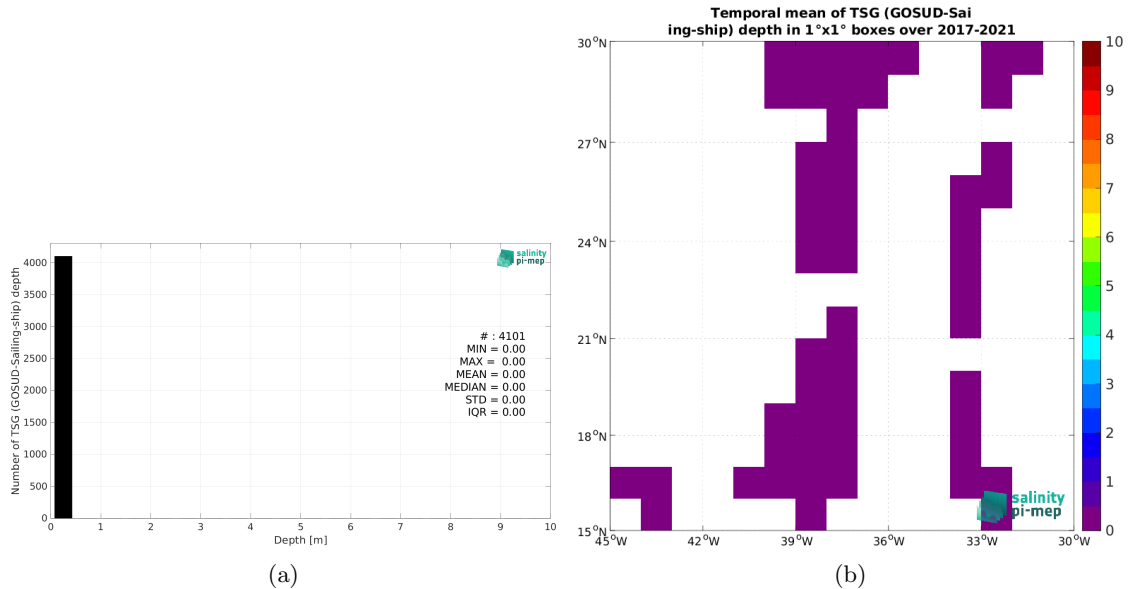 Number of TSG (GOSUD-Sailing-ship) depth
4000
3500
3000
2500
2000
1500
1000
500
0
0 1 2 3 4 5 6 7 8 9 10
Depth [m]
salinity
pi-mep
# : 4101
MIN = 0.00
MAX =  0.00
MEAN = 0.00
MEDIAN = 0.00
STD = 0.00
IQR = 0.00
(a)
Temporal mean of TSG (GOSUD-Sai
ing-ship) depth in 1°x1° boxes over 2017-2021
30°N
27°N
24°N
21°N
18°N
15°N
45°W 42°W 39°W 36°W 33°W 30°W
salinity
pi-mep
10
9
8
7
6
5
4
3
2
1
0
(b)